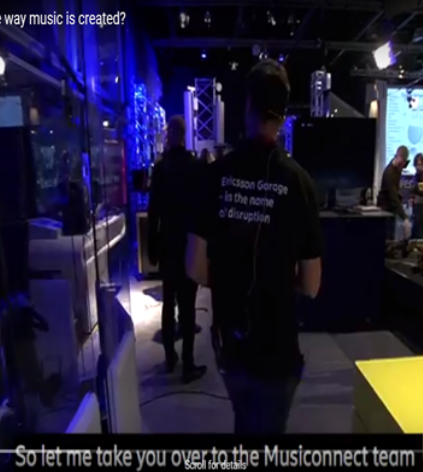 e way music is created?
Ericsson Garage
- in the name
o' disruption
So let me take you over to the Musiconnect team
Scroll for details